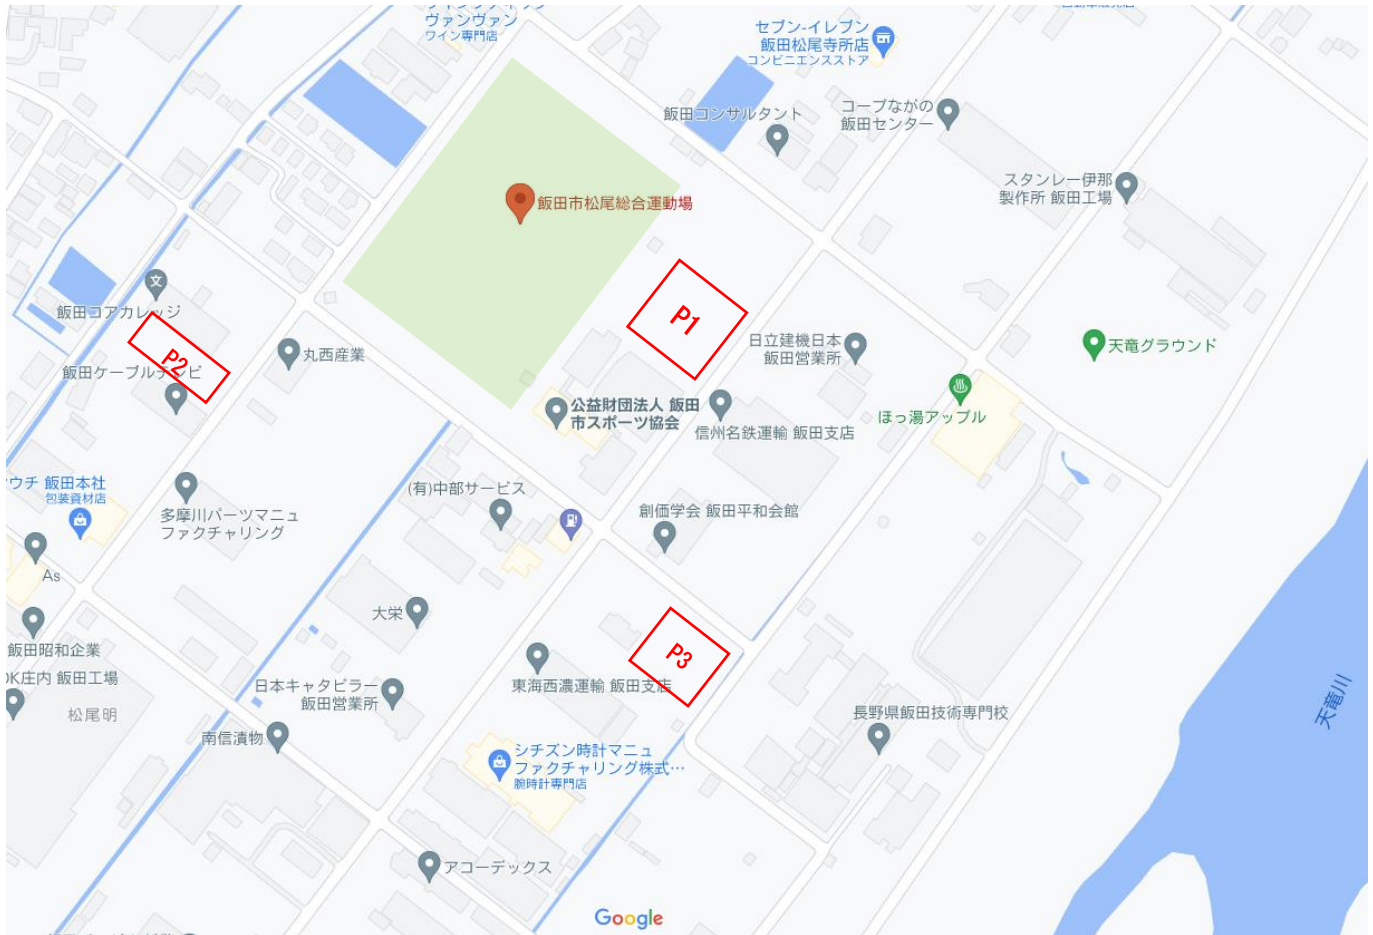 ヴァンヴァン
ワイン専門店
セブン-イレブン
飯田松尾寺所店
コンビニエンスストア
飯田コンサルタント
コープながの
飯田センター
スタンレー伊那
製作所 飯田工場
飯田市松尾総合運動場
飯田コアカレッジ
P1
P2
飯田ケーブルテレビ
丸西産業
日立建機日本
飯田営業所
天竜グラウンド
公益財団法人 飯田
市スポーツ協会
信州名鉄運輸 飯田支店
ほっ湯アップル
ウチ 飯田本社
包装資材店
多摩川パーツマニュ
ファクチャリング
(有)中部サービス
創価学会 飯田平和会館
As
大栄
飯田昭和企業
OK庄内 飯田工場
松尾明
日本キャタピラー
飯田営業所
南信漬物
P3
東海西濃運輸 飯田支店
シチズン時計マニュ
ファクチャリング株式…
腕時計専門店
長野県飯田技術専門校
天竜川
アコーデックス
Google